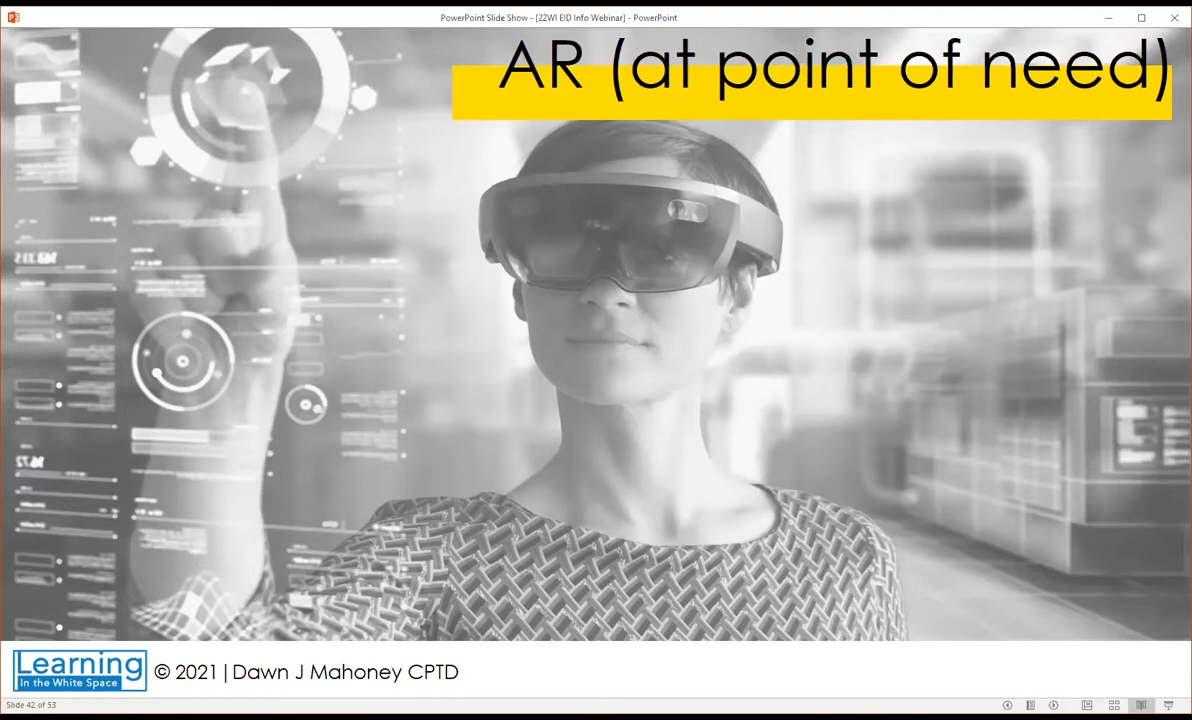 PowerPoint Slide Show - [22WI EID Info Webinar] - PowerPoint
AR (at point of need)
Learning
In the White Space
© 2021 | Dawn J Mahoney CPTD
Slide 42 of 53